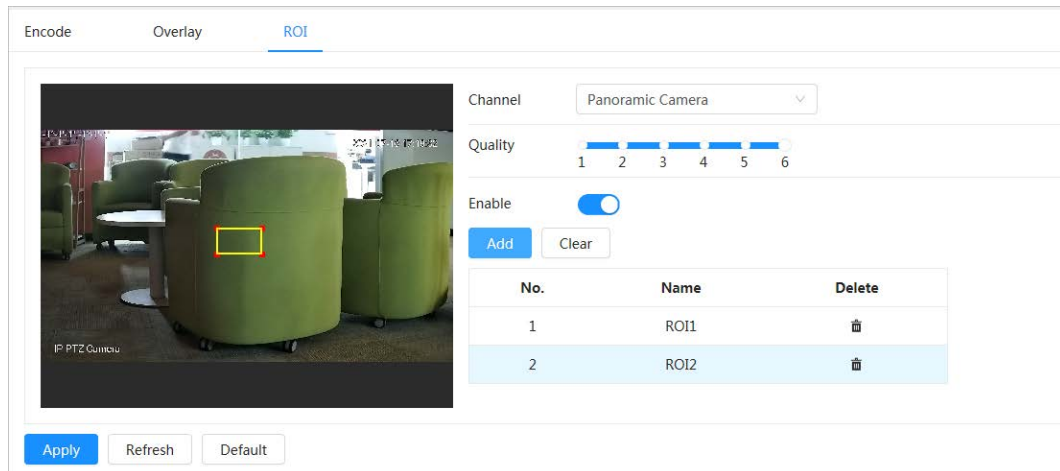 Encode Overlay ROI
Channel Panoramic Camera
Quality
1 2 3 4 5 6
Enable
Add Clear
No. Name Delete
1 ROI1
2 ROI2
IP PTZ Camera
Apply Refresh Default